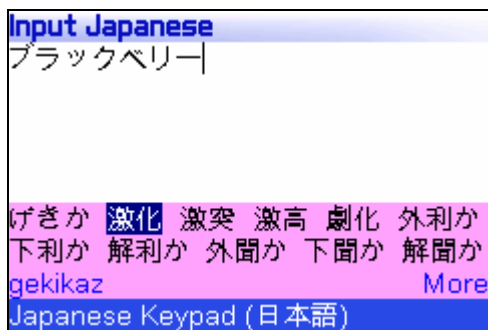 Input Japanese
ブラックベリー
げきか 激化 激突 激高 劇化 外利か
下利か 解利か 外聞か 下聞か 解聞か
gekikaz More
Japanese Keypad (日本語)